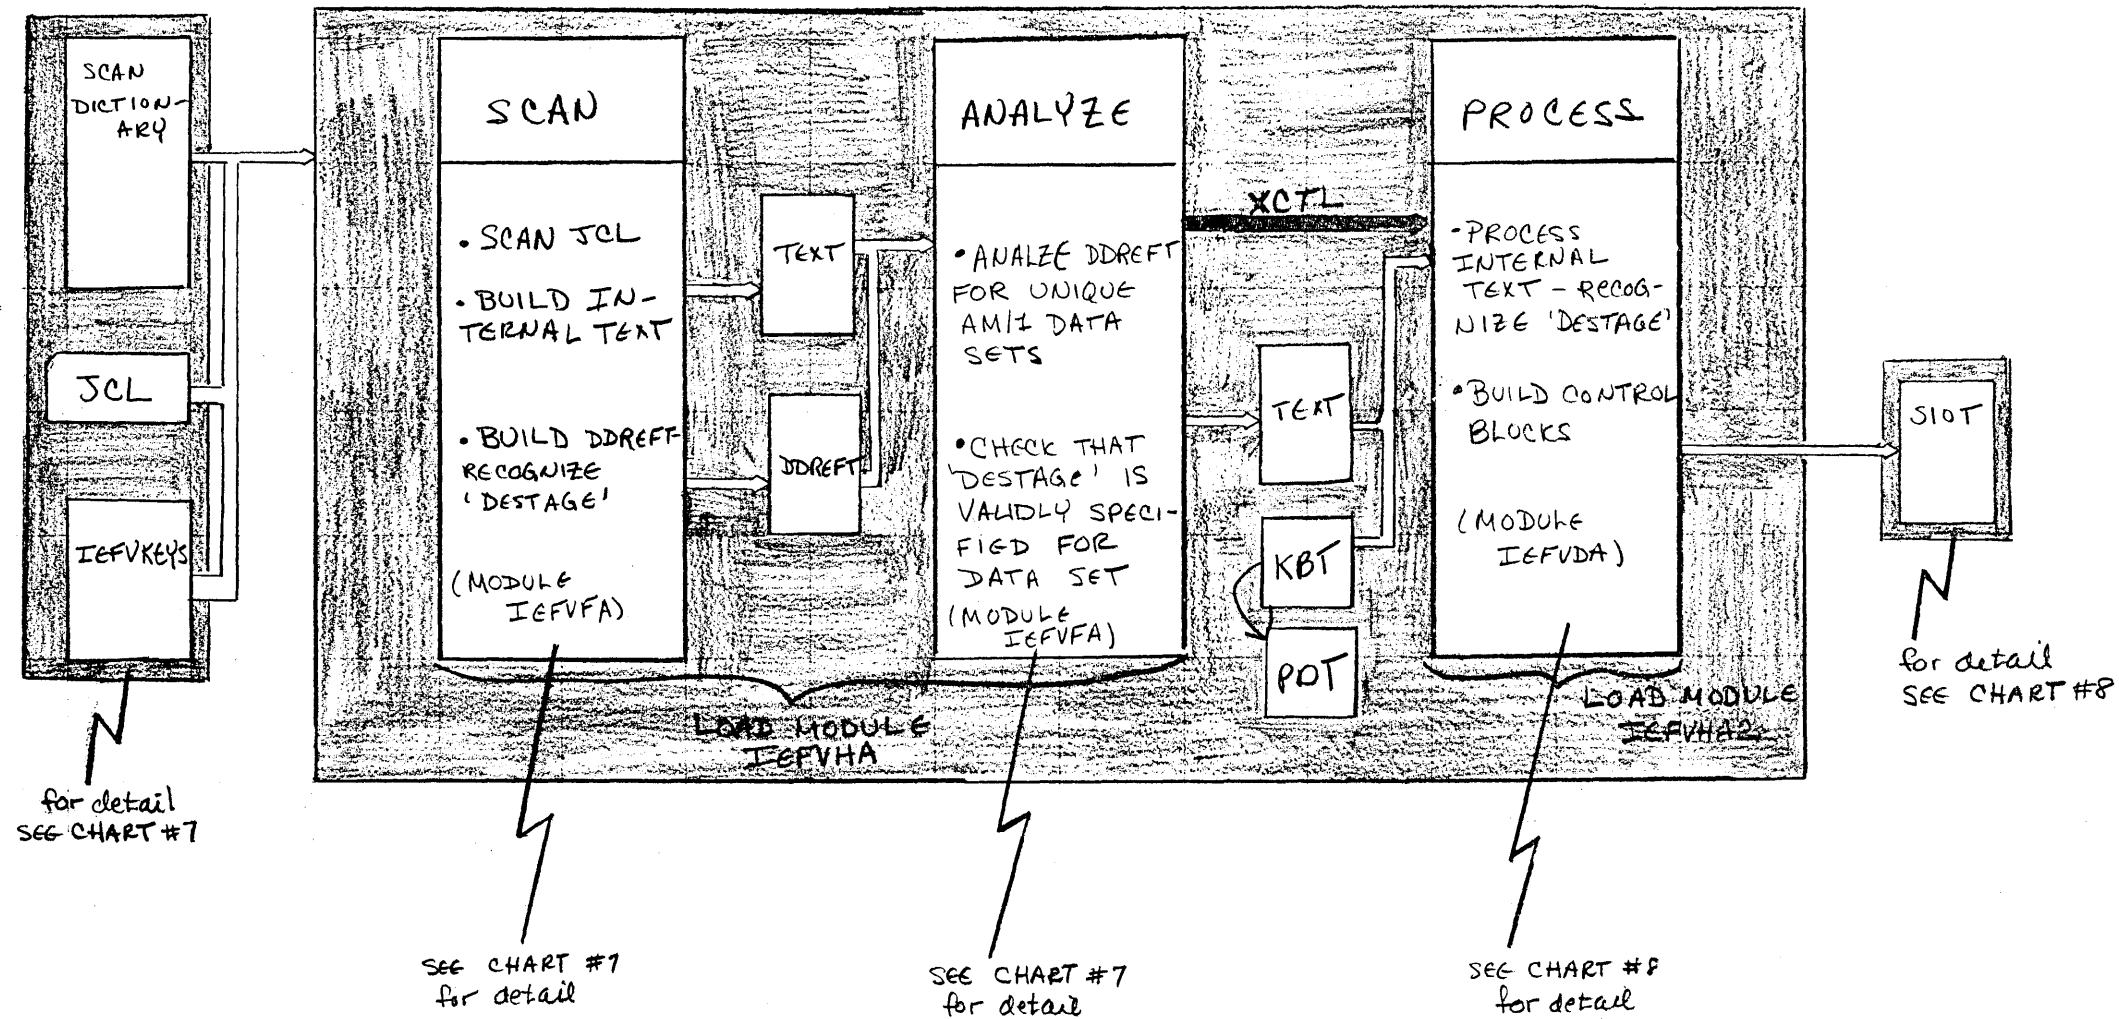 SCAN
DICTION-
ARY
JCL
IEFVKEYS
for detail
SEE CHART #7
SCAN
• SCAN JCL
• BUILD IN-
TERNAL TEXT
• BUILD DDREFT-
RECOGNIZE
'DESTAGE'
(MODULE
IEFVFA)
TEXT
DDREFT
ANALYZE
• ANALZE DDREFT
FOR UNIQUE
AM/1 DATA
SETS
• CHECK THAT
'DESTAGE' IS
VALIDLY SPECI-
FIED FOR
DATA SET
(MODULE
IEFVFA)
LOAD MODULE
IEFVHA
XCTL
TEXT
KBT
PDT
PROCESS
• PROCESS
INTERNAL
TEXT - RECOG-
NIZE 'DESTAGE'
• BUILD CONTROL
BLOCKS
(MODULE
IEFVDA)
LOAD MODULE
IEFVHA2
SIOT
for detail
SEE CHART #8
SEE CHART #7
for detail
SEE CHART #7
for detail
SEE CHART #8
for detail